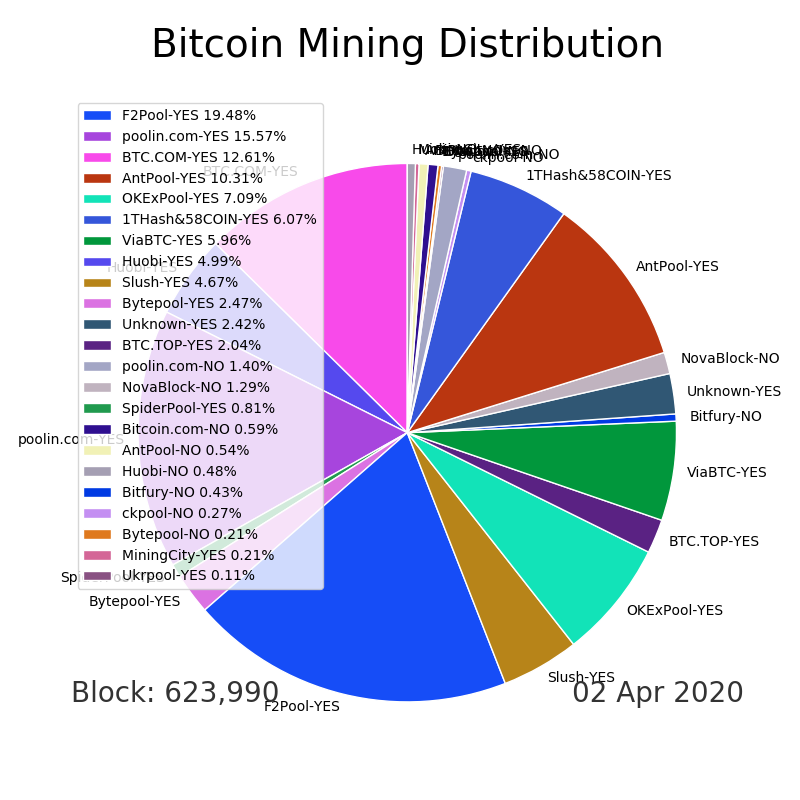 Bitcoin Mining Distribution
F2Pool-YES 19.48%
poolin.com-YES 15.57%
BTC.COM-YES 12.61%
AntPool-YES 10.31%
OKExPool-YES 7.09%
1THash&58COIN-YES 6.07%
ViaBTC-YES 5.96%
Huobi-YES 4.99%
Slush-YES 4.67%
Bytepool-YES 2.47%
Unknown-YES 2.42%
BTC.TOP-YES 2.04%
poolin.com-NO 1.40%
NovaBlock-NO 1.29%
SpiderPool-YES 0.81%
Bitcoin.com-NO 0.59%
AntPool-NO 0.54%
Huobi-NO 0.48%
Bitfury-NO 0.43%
ckpool-NO 0.27%
Bytepool-NO 0.21%
MiningCity-YES 0.21%
Ukrpool-YES 0.11%
BTC.COM-YES
Huobi-YES
poolin.com-YES
Bytepool-YES
F2Pool-YES
Slush-YES
OKExPool-YES
BTC.TOP-YES
ViaBTC-YES
Bitfury-NO
Unknown-YES
NovaBlock-NO
AntPool-YES
1THash&58COIN-YES
ckpool-NO
Block: 623,990
02 Apr 2020